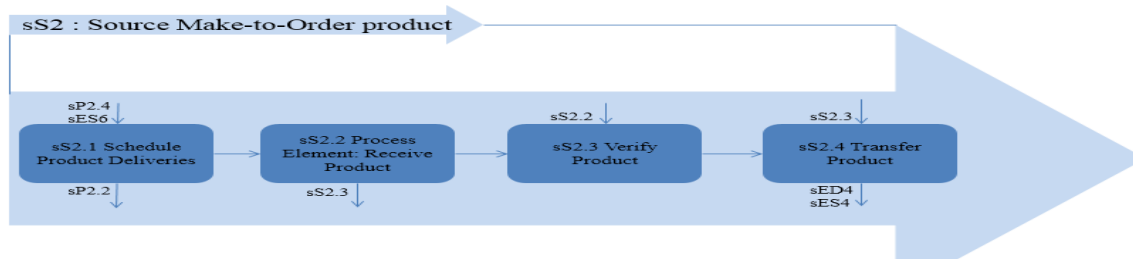 sS2 : Source Make-to-Order product
sP2.4
sES6
sS2.1 Schedule
Product Deliveries
sP2.2
sS2.2 Process
Element: Receive
Product
sS2.3
sS2.2
sS2.3 Verify
Product
sS2.3
sS2.4 Transfer
Product
sED4
sES4